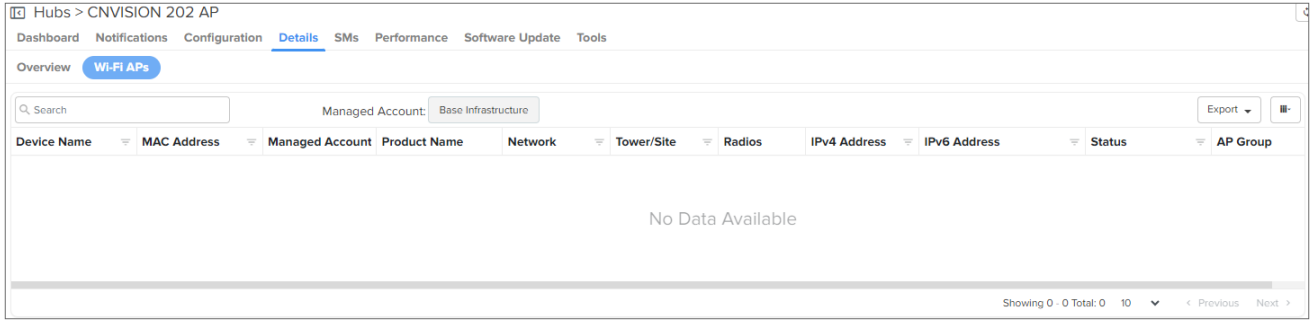 Hubs > CNVISION 202 AP
Dashboard Notifications Configuration Details SMs Performance Software Update Tools
Overview Wi-Fi APs
Search Managed Account: Base Infrastructure Export
Device Name MAC Address Managed Account Product Name Network Tower/Site Radios IPv4 Address IPv6 Address Status AP Group
No Data Available
Showing 0 - 0 Total: 0 10 < Previous Next >